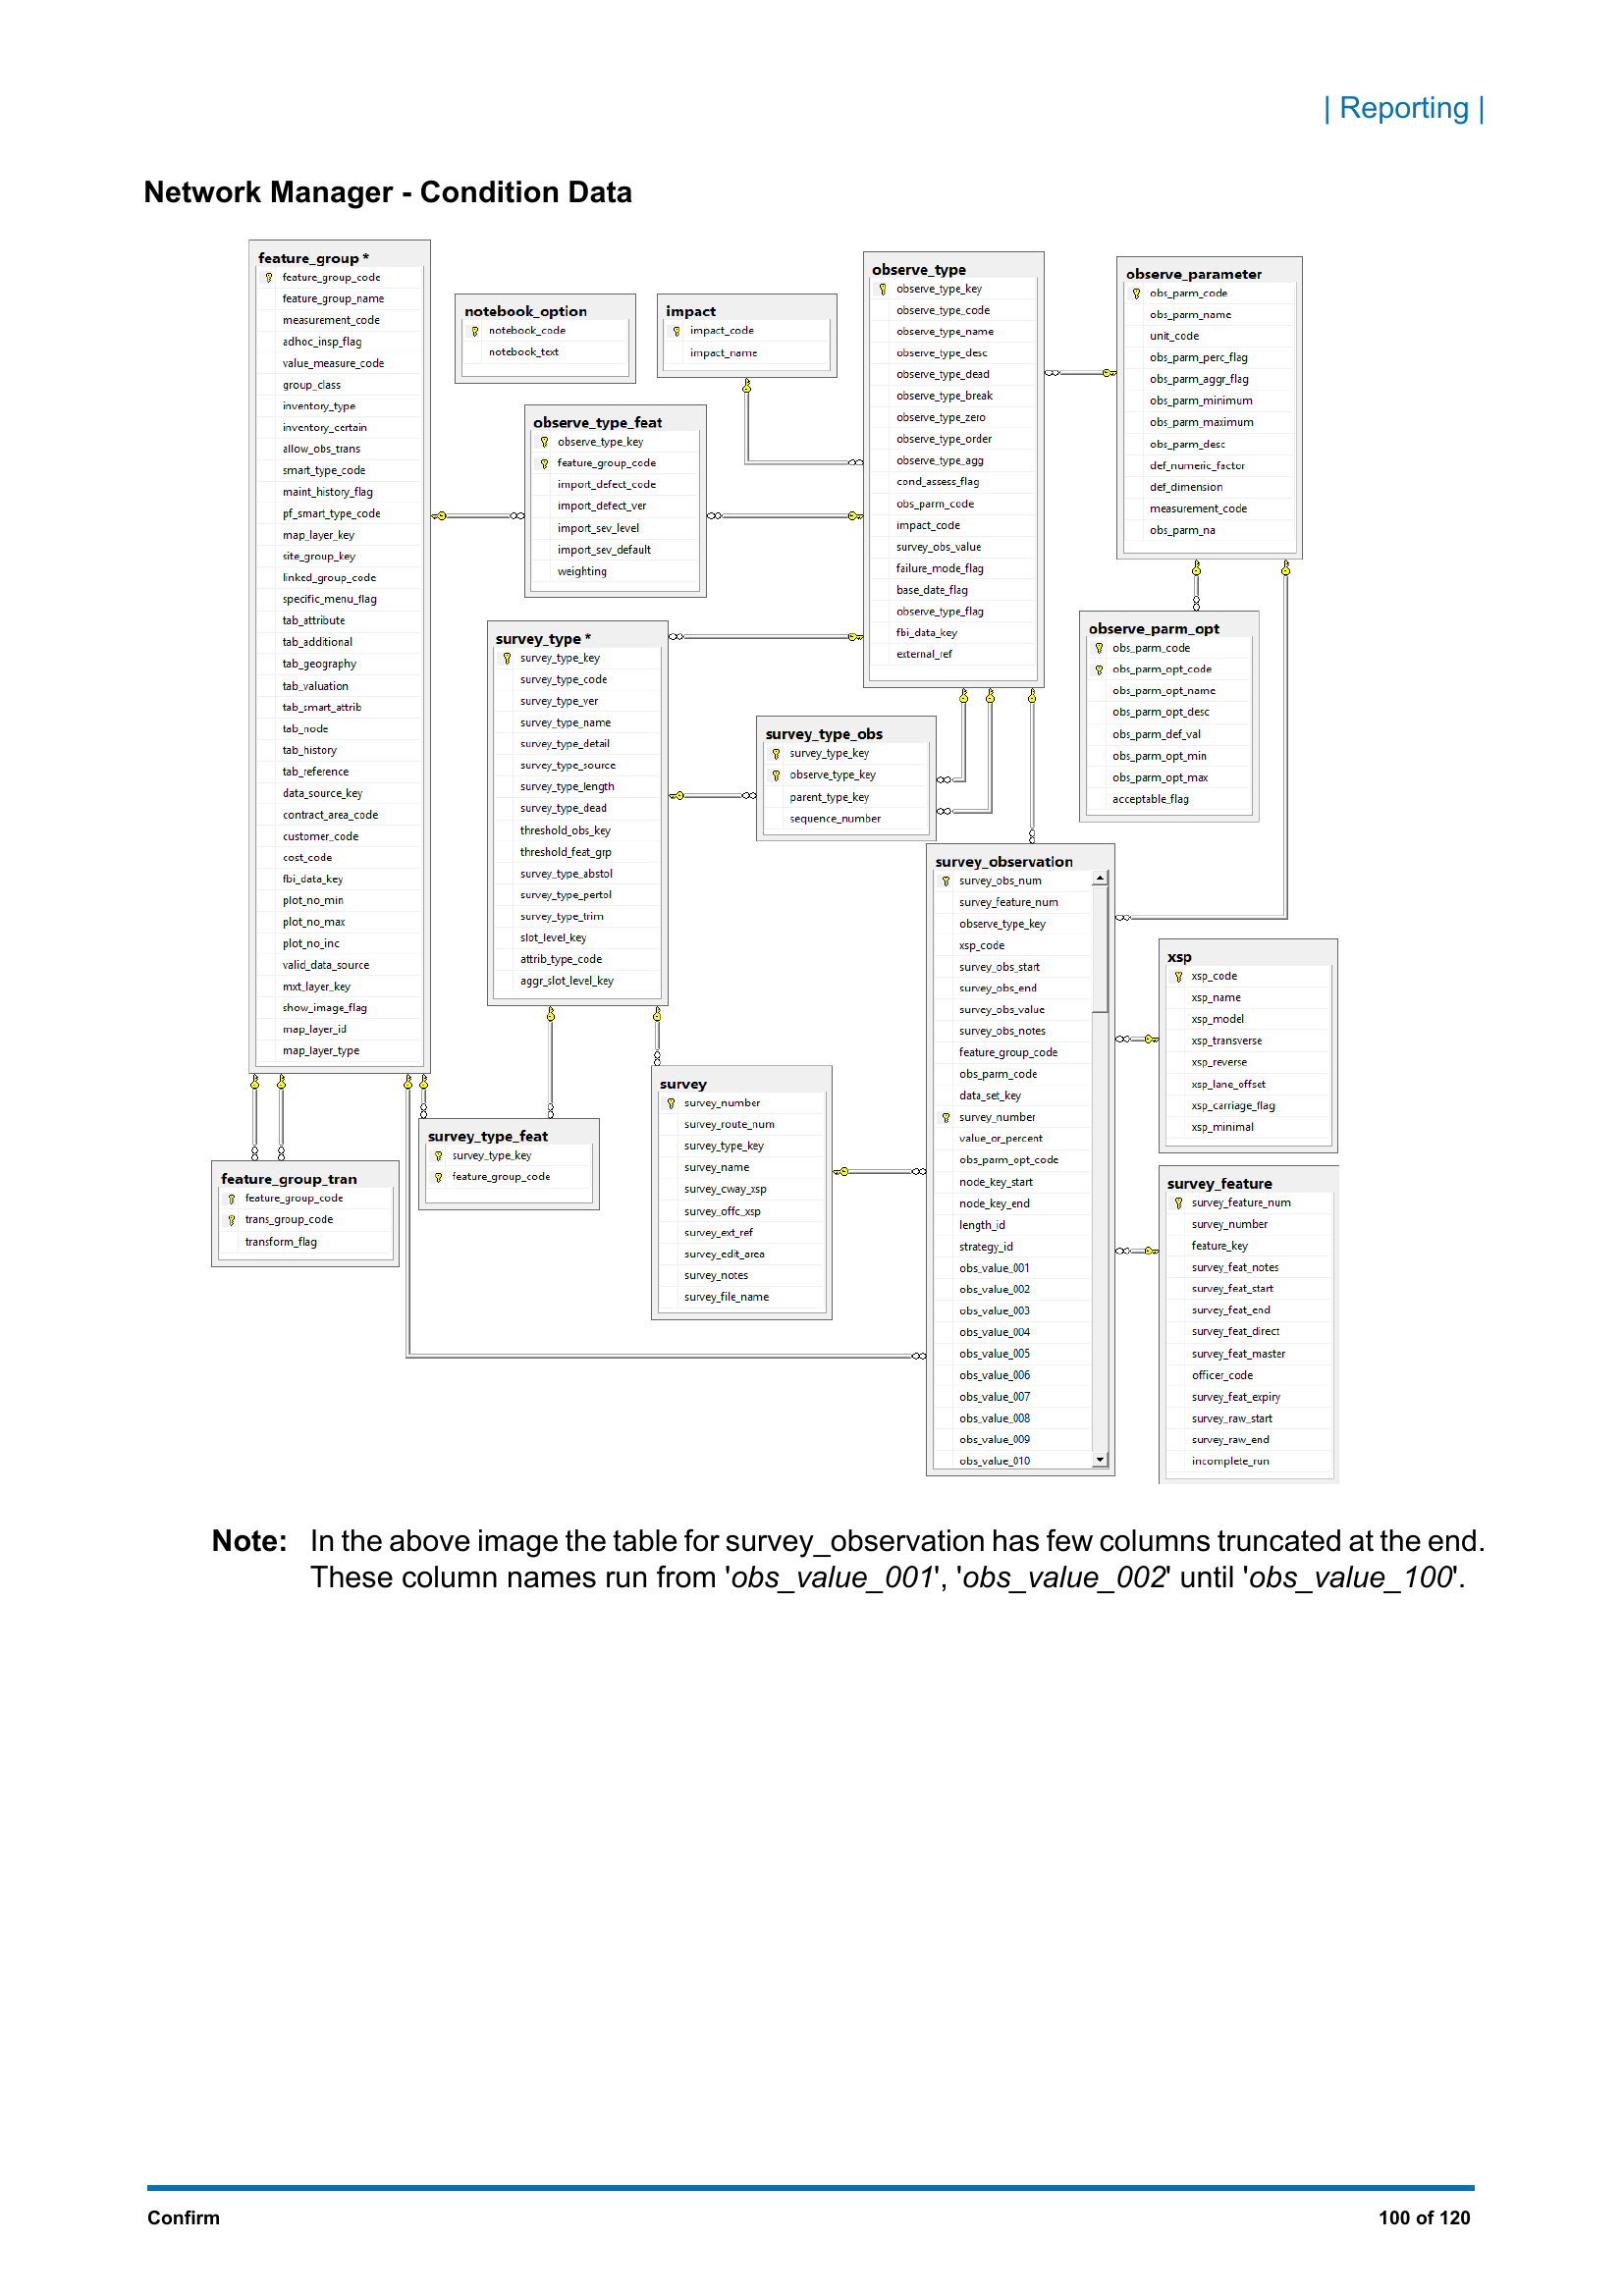 | Reporting |
Network Manager - Condition Data
feature_group *
feature_group_code
feature_group_name
measurement_code
adhoc_insp_flag
value_measure_code
group_class
inventory_type
inventory_certain
allow_obs_trans
smart_type_code
maint_history_flag
pf_smart_type_code
map_layer_key
site_group_key
linked_group_code
specific_menu_flag
tab_attribute
tab_additional
tab_geography
tab_valuation
tab_smart_attrib
tab_node
tab_history
tab_reference
data_source_key
contract_area_code
customer_code
cost_code
fbi_data_key
plot_no_min
plot_no_max
plot_no_inc
valid_data_source
mxt_layer_key
show_image_flag
map_layer_id
map_layer_type
notebook_option
notebook_code
notebook_text
impact
impact_code
impact_name
observe_type
observe_type_key
observe_type_code
observe_type_name
observe_type_desc
observe_type_dead
observe_type_break
observe_type_zero
observe_type_order
observe_type_agg
cond_assess_flag
obs_parm_code
impact_code
survey_obs_value
failure_mode_flag
base_date_flag
observe_type_flag
fbi_data_key
external_ref
observe_parameter
obs_parm_code
obs_parm_name
unit_code
obs_parm_perc_flag
obs_parm_aggr_flag
obs_parm_minimum
obs_parm_maximum
obs_parm_desc
def_numeric_factor
def_dimension
measurement_code
obs_parm_na
observe_type_feat
observe_type_key
feature_group_code
import_defect_code
import_defect_ver
import_sev_level
import_sev_default
weighting
survey_type *
survey_type_key
survey_type_code
survey_type_ver
survey_type_name
survey_type_detail
survey_type_source
survey_type_length
survey_type_dead
threshold_obs_key
threshold_feat_grp
survey_type_abstol
survey_type_pertol
survey_type_trim
slot_level_key
attrib_type_code
aggr_slot_level_key
observe_parm_opt
obs_parm_code
obs_parm_opt_code
obs_parm_opt_name
obs_parm_opt_desc
obs_parm_def_val
obs_parm_opt_min
obs_parm_opt_max
acceptable_flag
survey_type_obs
survey_type_key
observe_type_key
parent_type_key
sequence_number
survey_observation
survey_obs_num
survey_feature_num
observe_type_key
xsp_code
survey_obs_start
survey_obs_end
survey_obs_value
survey_obs_notes
feature_group_code
obs_parm_code
data_set_key
survey_number
value_or_percent
obs_parm_opt_code
node_key_start
node_key_end
length_id
strategy_id
obs_value_001
obs_value_002
obs_value_003
obs_value_004
obs_value_005
obs_value_006
obs_value_007
obs_value_008
obs_value_009
obs_value_010
xsp
xsp_code
xsp_name
xsp_model
xsp_transverse
xsp_reverse
xsp_lane_offset
xsp_carriage_flag
xsp_minimal
survey
survey_number
survey_route_num
survey_type_key
survey_name
survey_cway_xsp
survey_offc_xsp
survey_ext_ref
survey_edit_area
survey_notes
survey_file_name
survey_type_feat
survey_type_key
feature_group_code
feature_group_tran
feature_group_code
trans_group_code
transform_flag
survey_feature
survey_feature_num
survey_number
feature_key
survey_feat_notes
survey_feat_start
survey_feat_end
survey_feat_direct
survey_feat_master
officer_code
survey_feat_expiry
survey_raw_start
survey_raw_end
incomplete_run
Note: In the above image the table for survey_observation has few columns truncated at the end.
These column names run from 'obs_value_001', 'obs_value_002' until 'obs_value_100'.
Confirm
100 of 120